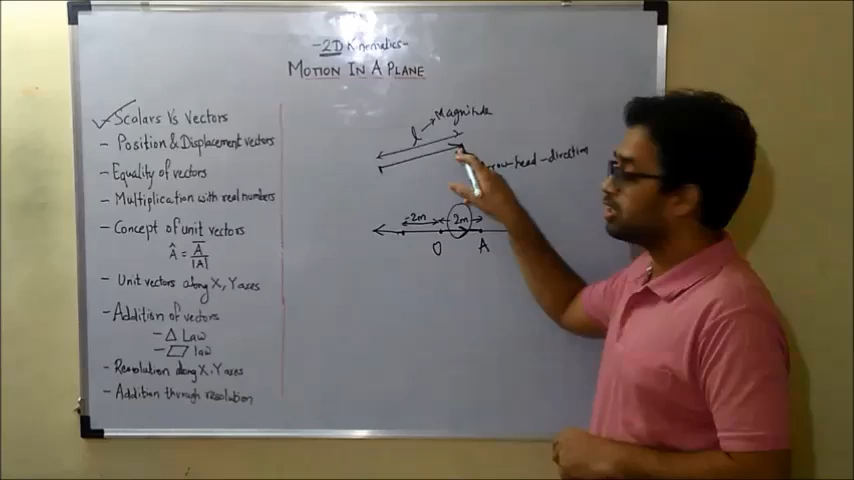 -2D Kinematics-
MOTION IN A PLANE
Scalars Vs Vectors
- Position & Displacement vectors
- Equality of vectors
- Multiplication with real numbers
- Concept of unit vectors
Â = A / |A|
- Unit vectors along X, Y axes
- Addition of vectors
- Δ Law
- ▱ law
- Resolution along X, Y axes
- Addition through resolution
l → Magnitude
head - direction
-2m 2m
O A